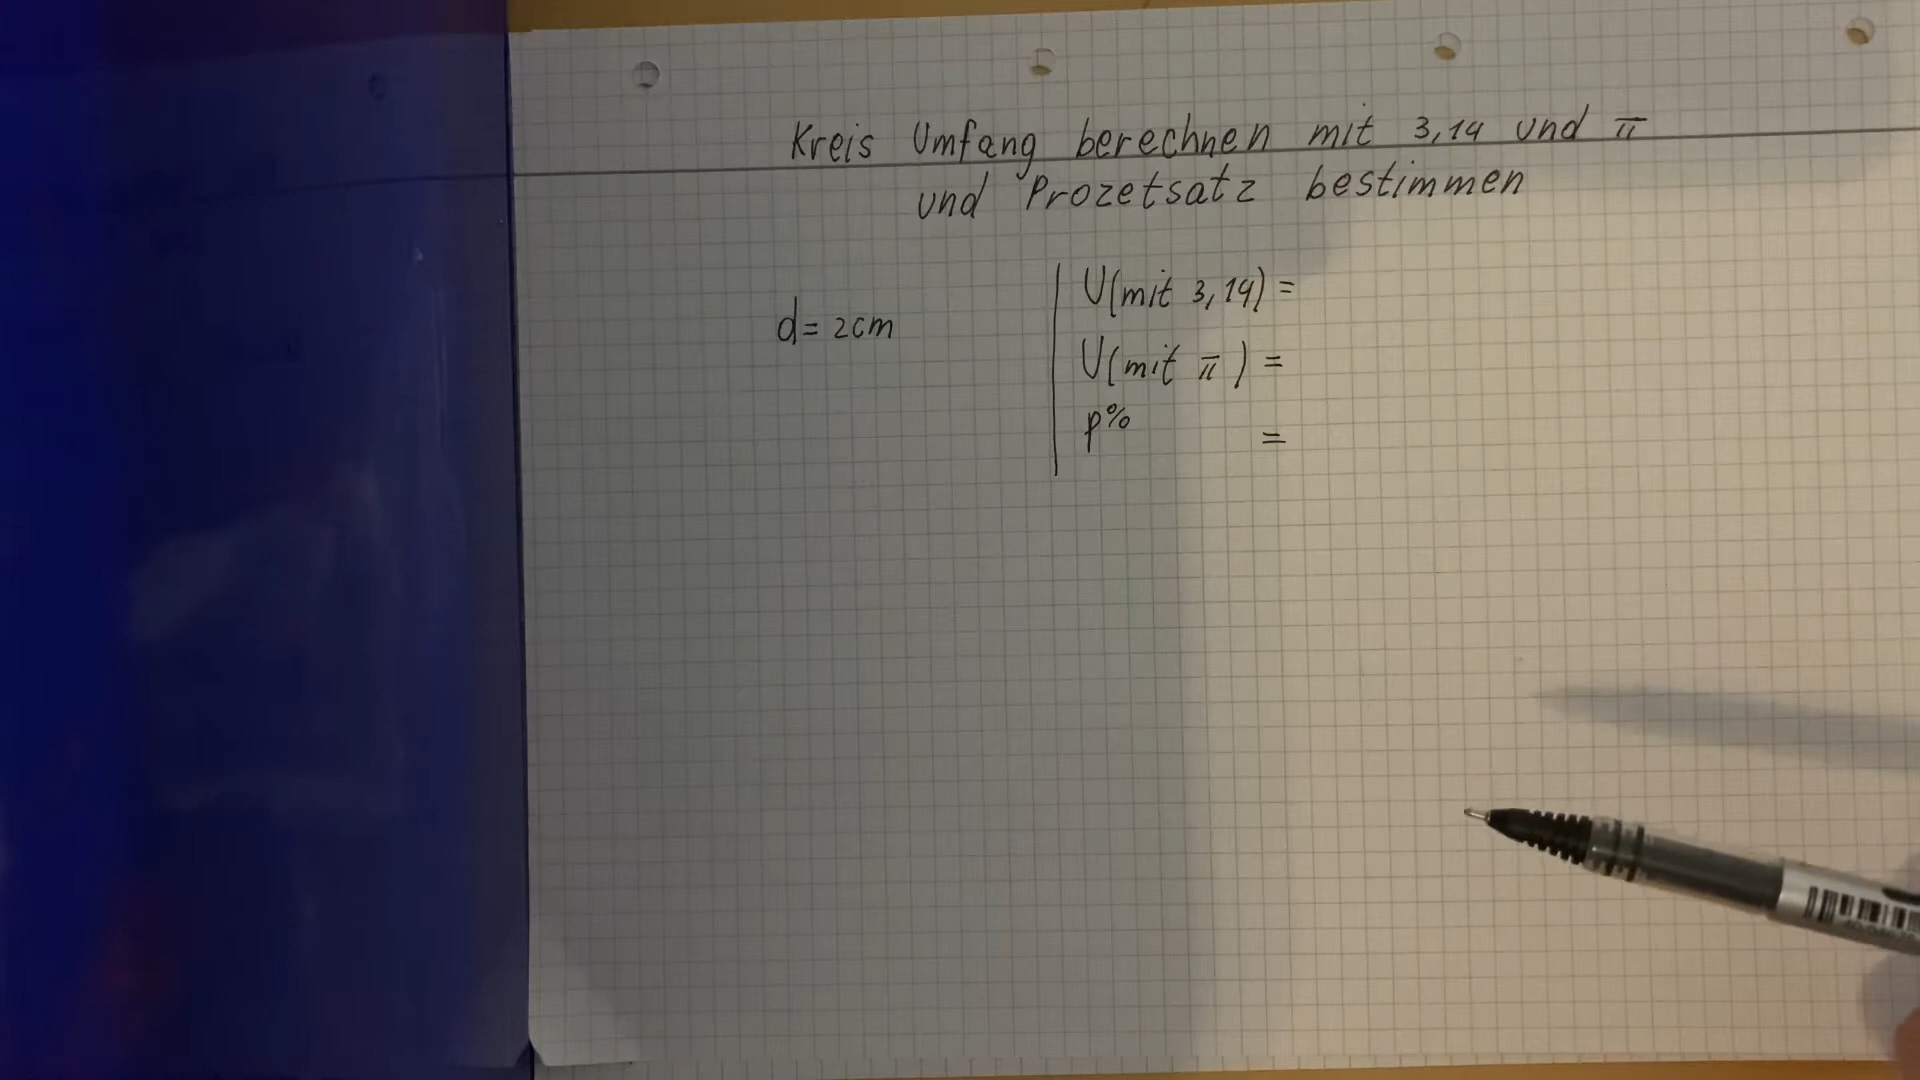 Kreis Umfang berechnen mit 3,14 und π
und Prozetsatz bestimmen
d= 2cm
U(mit 3,14) =
U(mit π) =
p% =